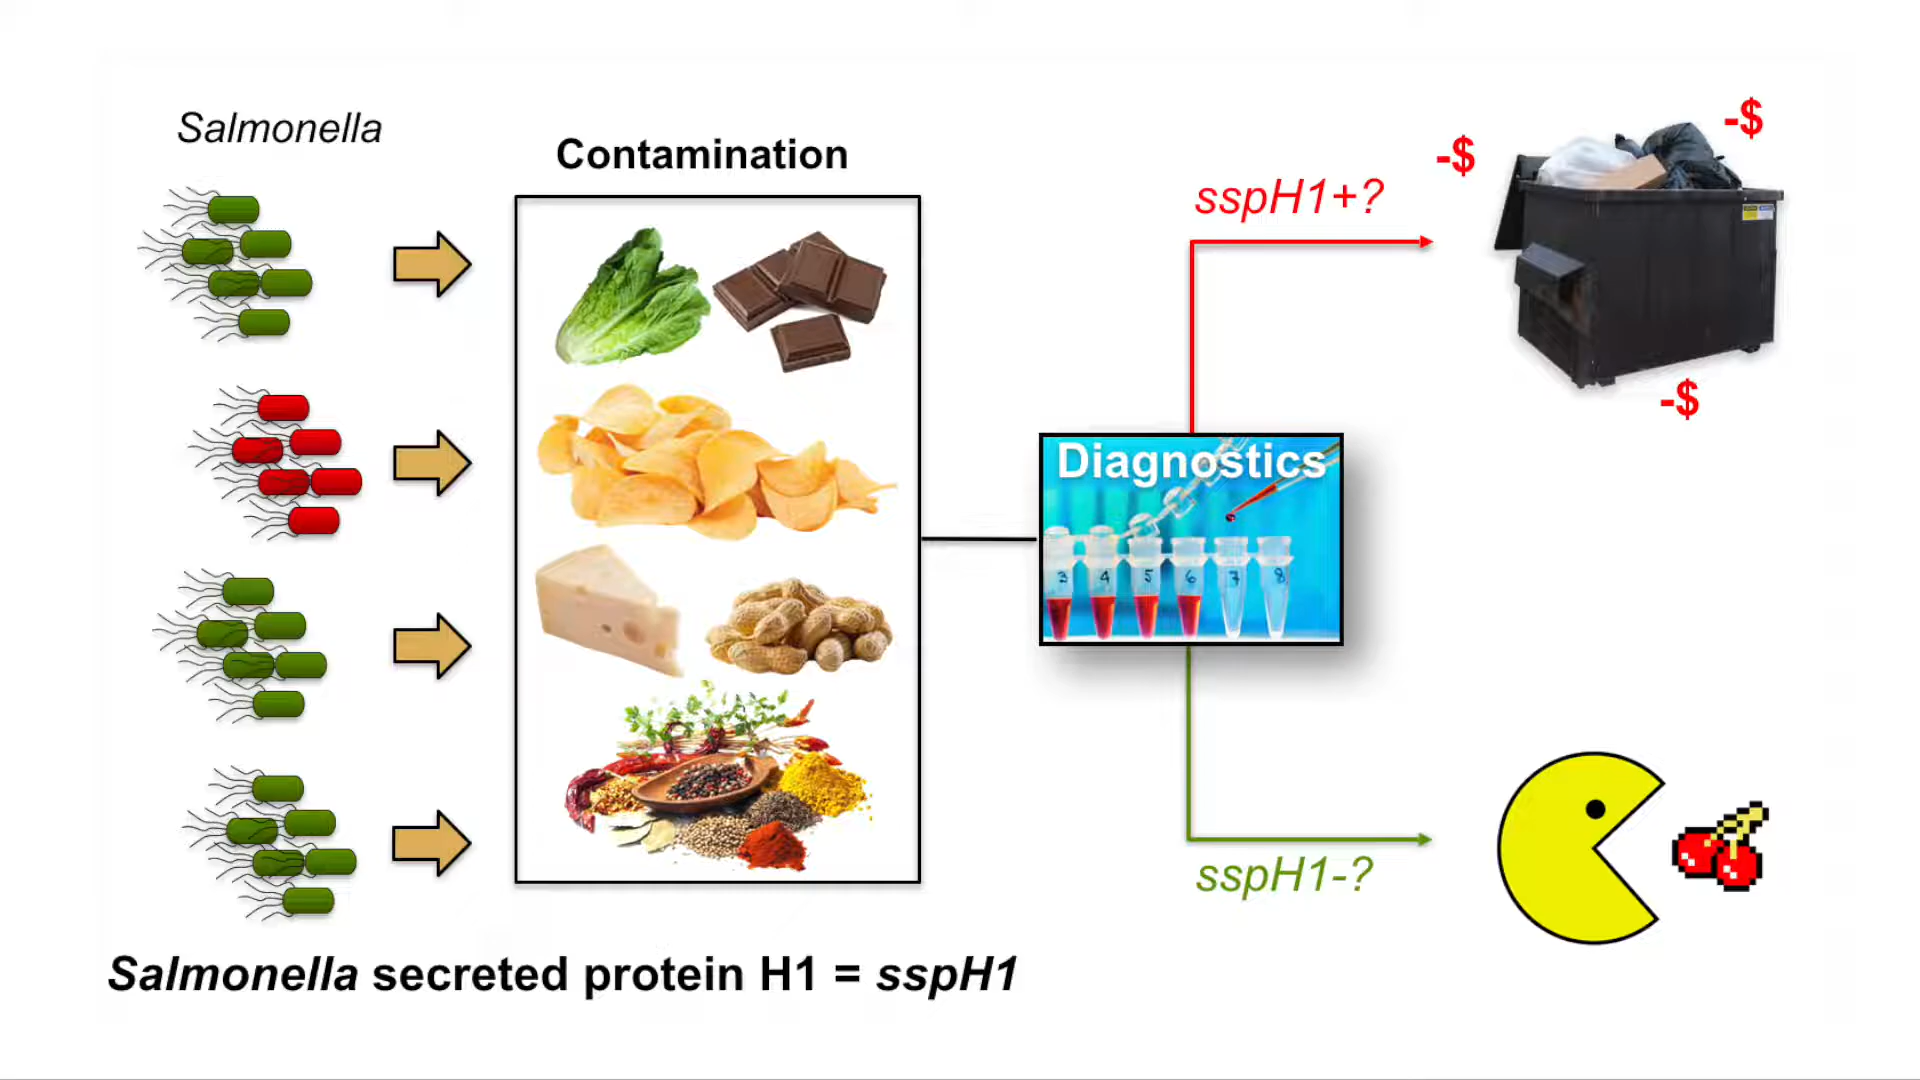 Salmonella
Contamination
sspH1+?
-$
-$
-$
Diagnostics
3 4 5 6 7 8
sspH1-?
Salmonella secreted protein H1 = sspH1